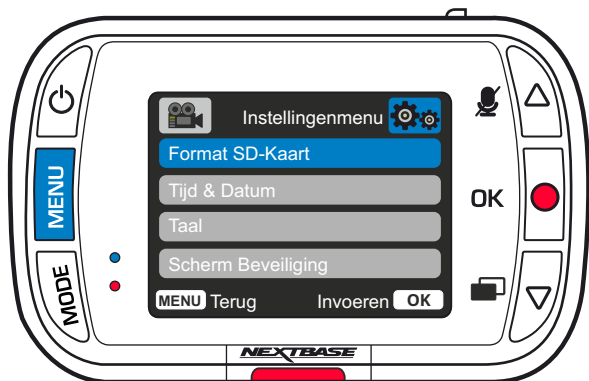 Instellingenmenu
Format SD-Kaart
MENU
Tijd & Datum
OK
Taal
Scherm Beveiliging
MODE
MENU Terug Invoeren OK
NEXTBASE